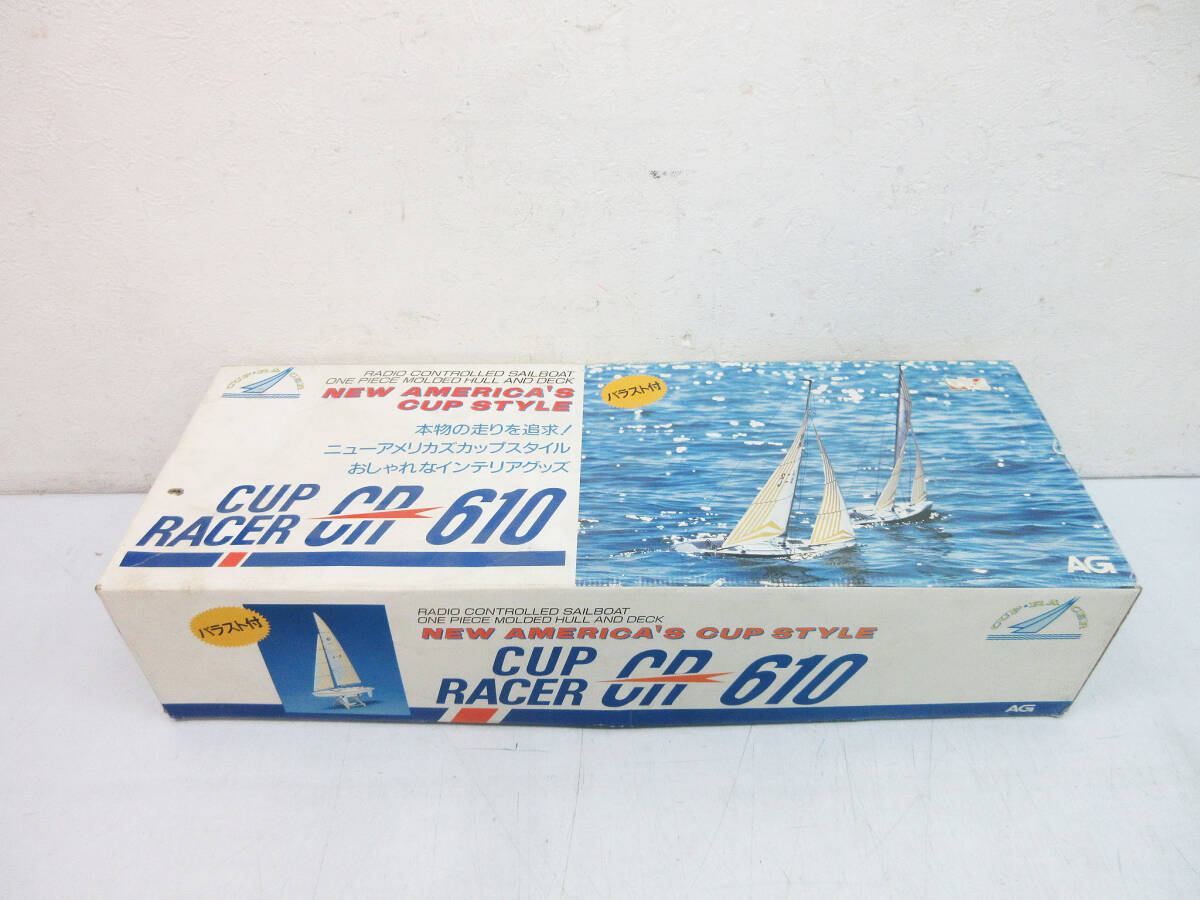 CUP・RACER
RADIO CONTROLLED SAILBOAT
ONE PIECE MOLDED HULL AND DECK
NEW AMERICA'S
CUP STYLE
本物の走りを追求!
ニューアメリカズカップスタイル
おしゃれなインテリアグッズ
CUP
RACER CR 610
バラスト付
AG
バラスト付
RADIO CONTROLLED SAILBOAT
ONE PIECE MOLDED HULL AND DECK
NEW AMERICA'S CUP STYLE
CUP
RACER CR 610
CUP・RACER
AG